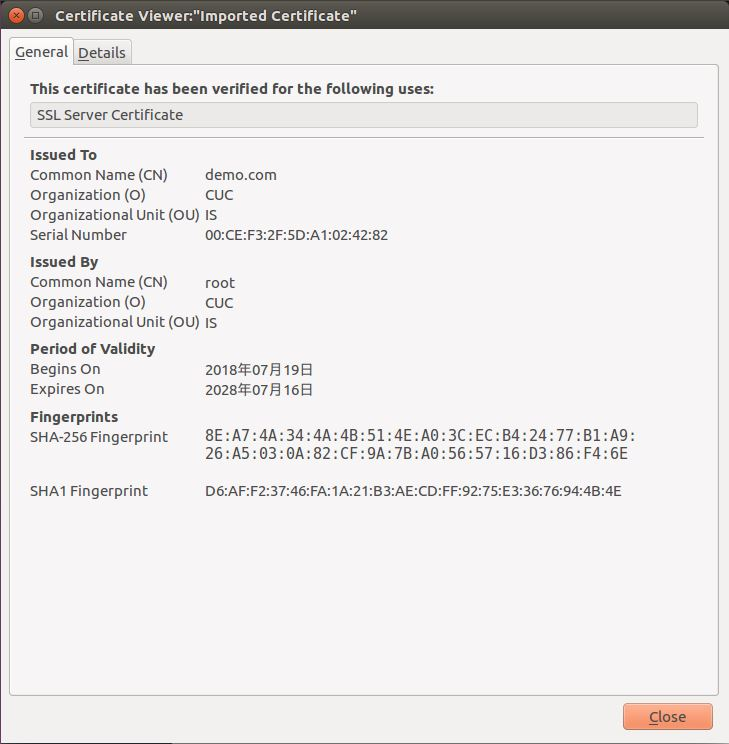 Certificate Viewer:"Imported Certificate"
General Details
This certificate has been verified for the following uses:
SSL Server Certificate
Issued To
Common Name (CN) demo.com
Organization (O) CUC
Organizational Unit (OU) IS
Serial Number 00:CE:F3:2F:5D:A1:02:42:82
Issued By
Common Name (CN) root
Organization (O) CUC
Organizational Unit (OU) IS
Period of Validity
Begins On 2018年07月19日
Expires On 2028年07月16日
Fingerprints
SHA-256 Fingerprint 8E:A7:4A:34:4A:4B:51:4E:A0:3C:EC:B4:24:77:B1:A9:
26:A5:03:0A:82:CF:9A:7B:A0:56:57:16:D3:86:F4:6E
SHA1 Fingerprint D6:AF:F2:37:46:FA:1A:21:B3:AE:CD:FF:92:75:E3:36:76:94:4B:4E
Close